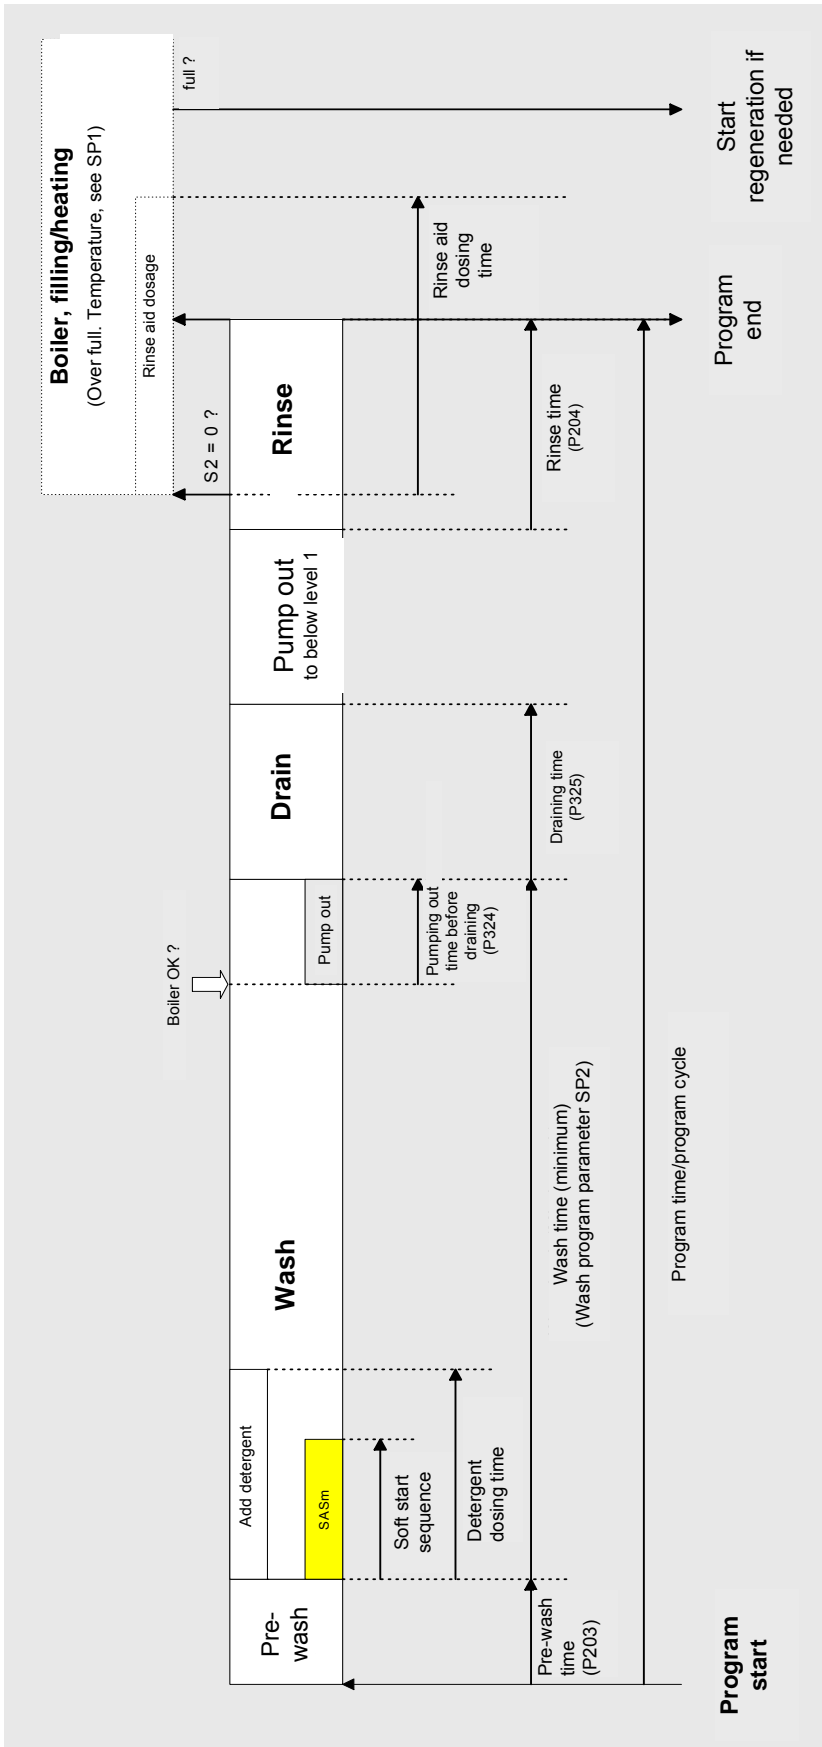 Boiler, filling/heating
(Over full. Temperature, see SP1)
Rinse aid dosage
full ?
Boiler OK ?
S2 = 0 ?
Pre-
wash
Add detergent
SASm
Wash
Pump out
Drain
Pump out
to below level 1
Rinse
Soft start
sequence
Detergent
dosing time
Pumping out
time before
draining
(P324)
Rinse aid
dosing
time
Pre-wash
time
(P203)
Wash time (minimum)
(Wash program parameter SP2)
Draining time
(P325)
Rinse time
(P204)
Program time/program cycle
Program
start
Program
end
Start
regeneration if
needed